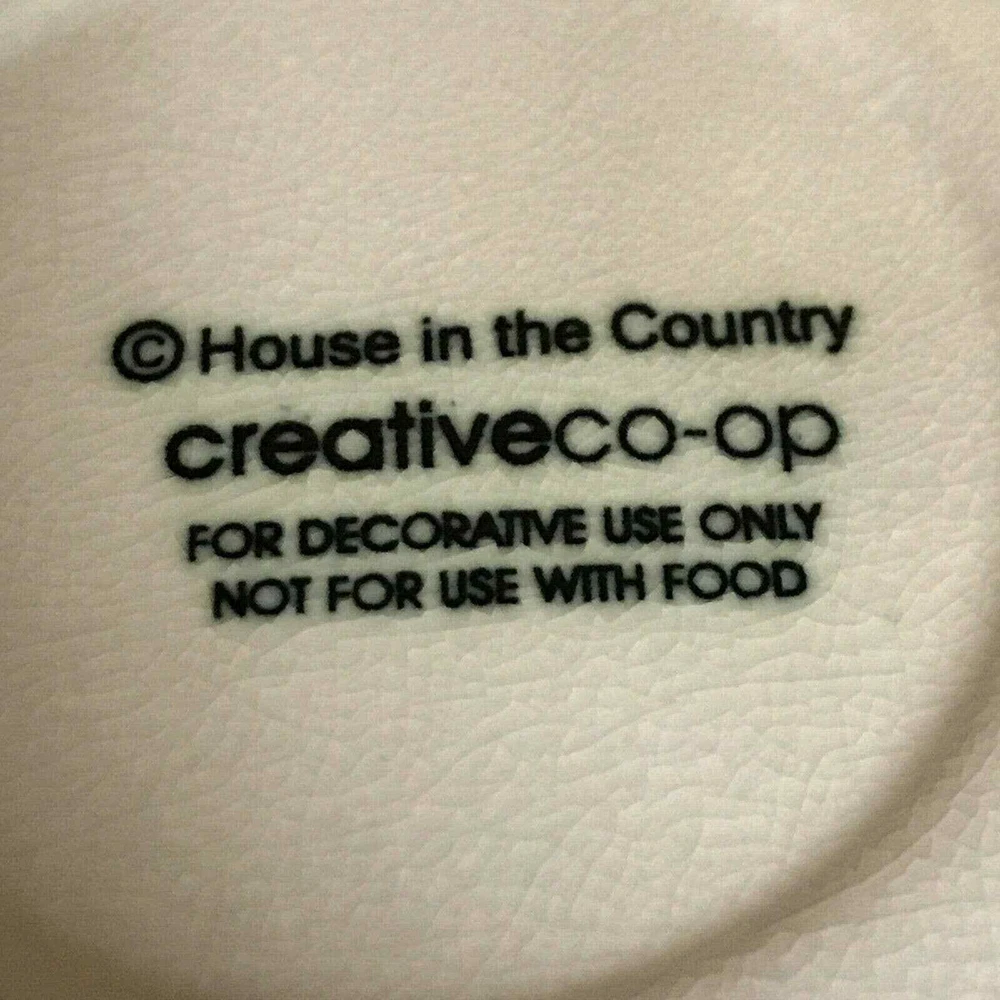 © House in the Country
creativeco-op
FOR DECORATIVE USE ONLY
NOT FOR USE WITH FOOD